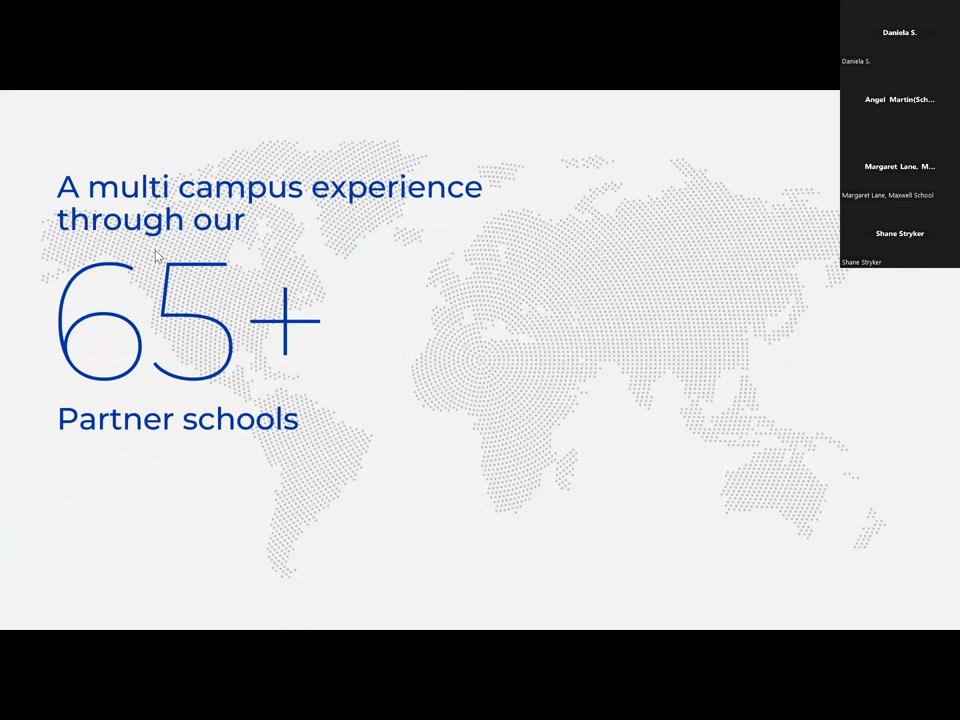 A multi campus experience
through our
65+
Partner schools
Daniela S.
Daniela S.
Angel Martin(Sch...
Margaret Lane, M...
Margaret Lane, Maxwell School
Shane Stryker
Shane Stryker